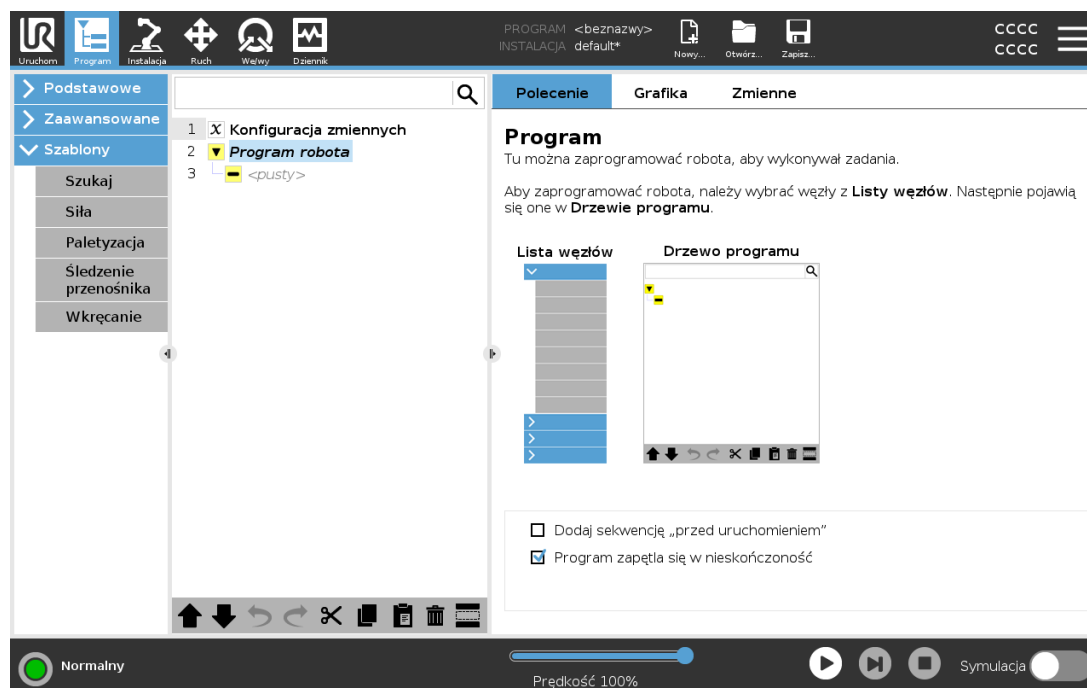 PROGRAM <beznazwy>
INSTALACJA default*
CCCC
CCCC
UR
Uruchom
Program
Instalacja
Ruch
We/wy
Dziennik
Nowy...
Otwórz...
Zapisz...
Podstawowe
Zaawansowane
Szablony
Szukaj
Siła
Paletyzacja
Śledzenie
przenośnika
Wkręcanie
1 X Konfiguracja zmiennych
2 Program robota
3 <pusty>
Polecenie Grafika Zmienne
Program
Tu można zaprogramować robota, aby wykonywał zadania.
Aby zaprogramować robota, należy wybrać węzły z Listy węzłów. Następnie pojawią
się one w Drzewie programu.
Lista węzłów
Drzewo programu
Dodaj sekwencję „przed uruchomieniem”
Program zapętla się w nieskończoność
Normalny
Prędkość 100%
Symulacja